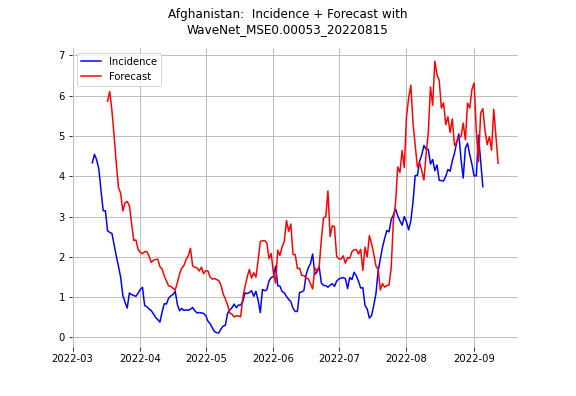 Afghanistan:  Incidence + Forecast with
WaveNet_MSE0.00053_20220815
Incidence
Forecast
7
6
5
4
3
2
1
0
2022-03 2022-04 2022-05 2022-06 2022-07 2022-08 2022-09